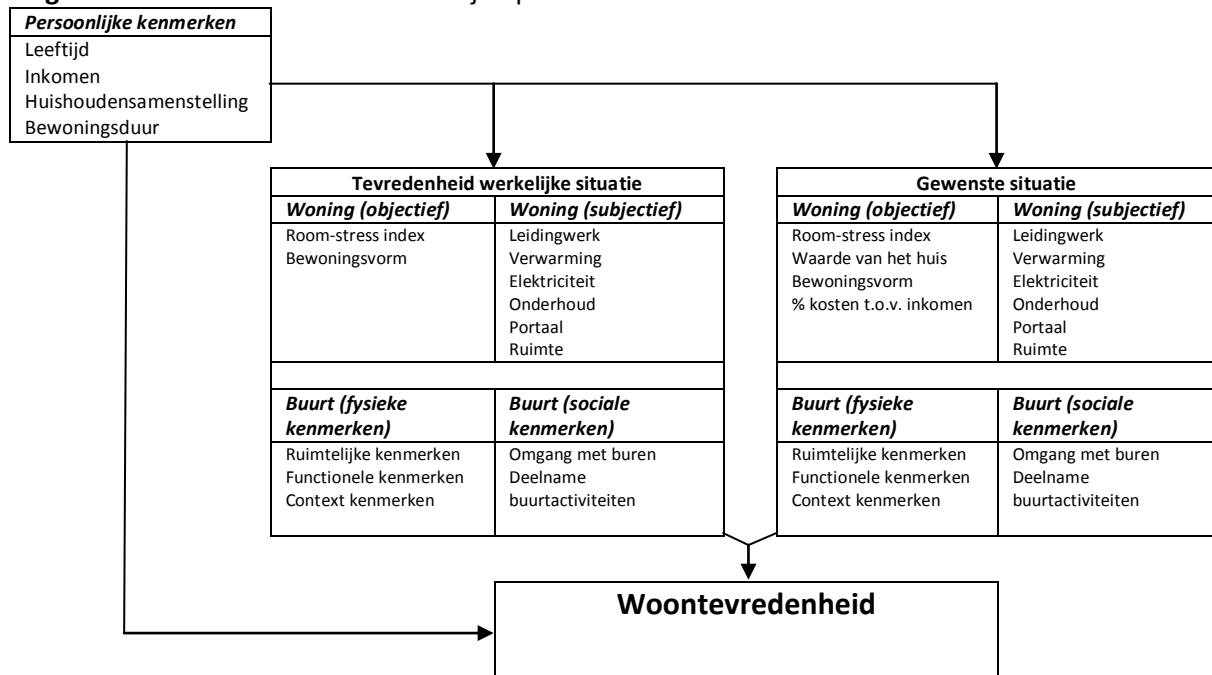 Persoonlijke kenmerken
Leeftijd
Inkomen
Huishoudensamenstelling
Bewoningsduur
Tevredenheid werkelijke situatie
Woning (objectief)
Woning (subjectief)
Room-stress index
Bewoningsvorm
Leidingwerk
Verwarming
Elektriciteit
Onderhoud
Portaal
Ruimte
Buurt (fysieke
kenmerken)
Buurt (sociale
kenmerken)
Ruimtelijke kenmerken
Functionele kenmerken
Context kenmerken
Omgang met buren
Deelname
buurtactiviteiten
Gewenste situatie
Woning (objectief)
Woning (subjectief)
Room-stress index
Waarde van het huis
Bewoningsvorm
% kosten t.o.v. inkomen
Leidingwerk
Verwarming
Elektriciteit
Onderhoud
Portaal
Ruimte
Buurt (fysieke
kenmerken)
Buurt (sociale
kenmerken)
Ruimtelijke kenmerken
Functionele kenmerken
Context kenmerken
Omgang met buren
Deelname
buurtactiviteiten
Woontevredenheid